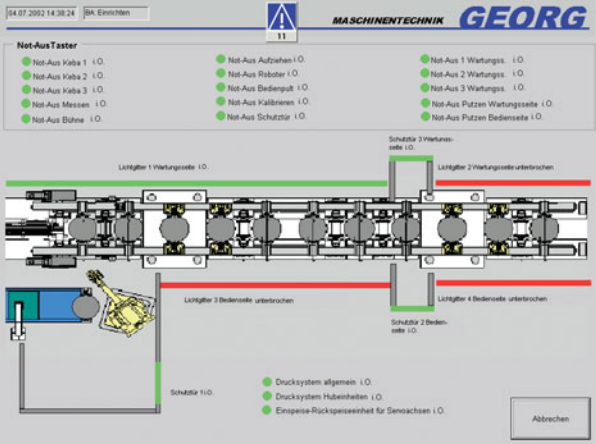 04.07.2002 14:38:24 BA: Einrichten
11
MASCHINENTECHNIK GEORG
Not-AusTaster
Not-Aus Keba 1 i.O.
Not-Aus Keba 2 i.O.
Not-Aus Keba 3 i.O.
Not-Aus Messen i.O.
Not-Aus Bühne i.O.
Not-Aus Aufziehen i.O.
Not-Aus Roboter i.O.
Not-Aus Bedienpult i.O.
Not-Aus Kalibrieren i.O.
Not-Aus Schutztür i.O.
Not-Aus 1 Wartungss. i.O.
Not-Aus 2 Wartungss. i.O.
Not-Aus 3 Wartungss. i.O.
Not-Aus Putzen Wartungsseite i.O.
Not-Aus Putzen Bedienseite i.O.
Schutztür 3 Wartungs-
seite i.O.
Lichtgitter 1 Wartungsseite i.O.
Lichtgitter 2 Wartungsseite unterbrochen
Lichtgitter 3 Bedienseite unterbrochen
Lichtgitter 4 Bedienseite unterbrochen
Schutztür 2 Bedien-
seite i.O.
Schutztür 1 i.O.
Drucksystem allgemein i.O.
Drucksystem Hubeinheiten i.O.
Einspeise-Rückspeiseeinheit für Servoachsen i.O.
Abbrechen